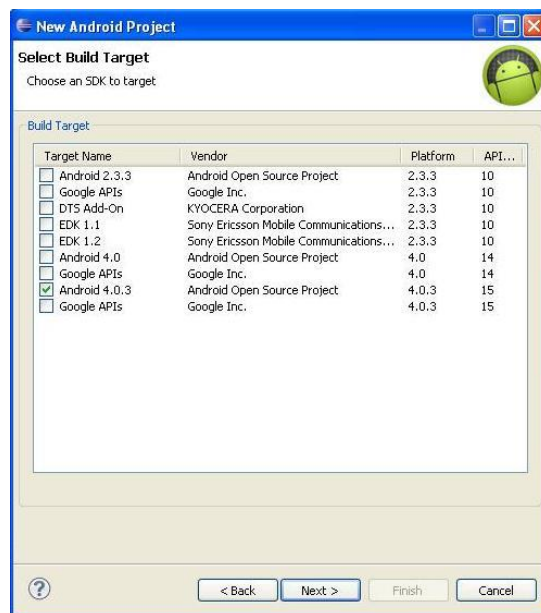 New Android Project
Select Build Target
Choose an SDK to target
Build Target
Target Name Vendor Platform API...
Android 2.3.3 Android Open Source Project 2.3.3 10
Google APIs Google Inc. 2.3.3 10
DTS Add-On KYOCERA Corporation 2.3.3 10
EDK 1.1 Sony Ericsson Mobile Communications... 2.3.3 10
EDK 1.2 Sony Ericsson Mobile Communications... 2.3.3 10
Android 4.0 Android Open Source Project 4.0 14
Google APIs Google Inc. 4.0 14
Android 4.0.3 Android Open Source Project 4.0.3 15
Google APIs Google Inc. 4.0.3 15
? < Back Next > Finish Cancel